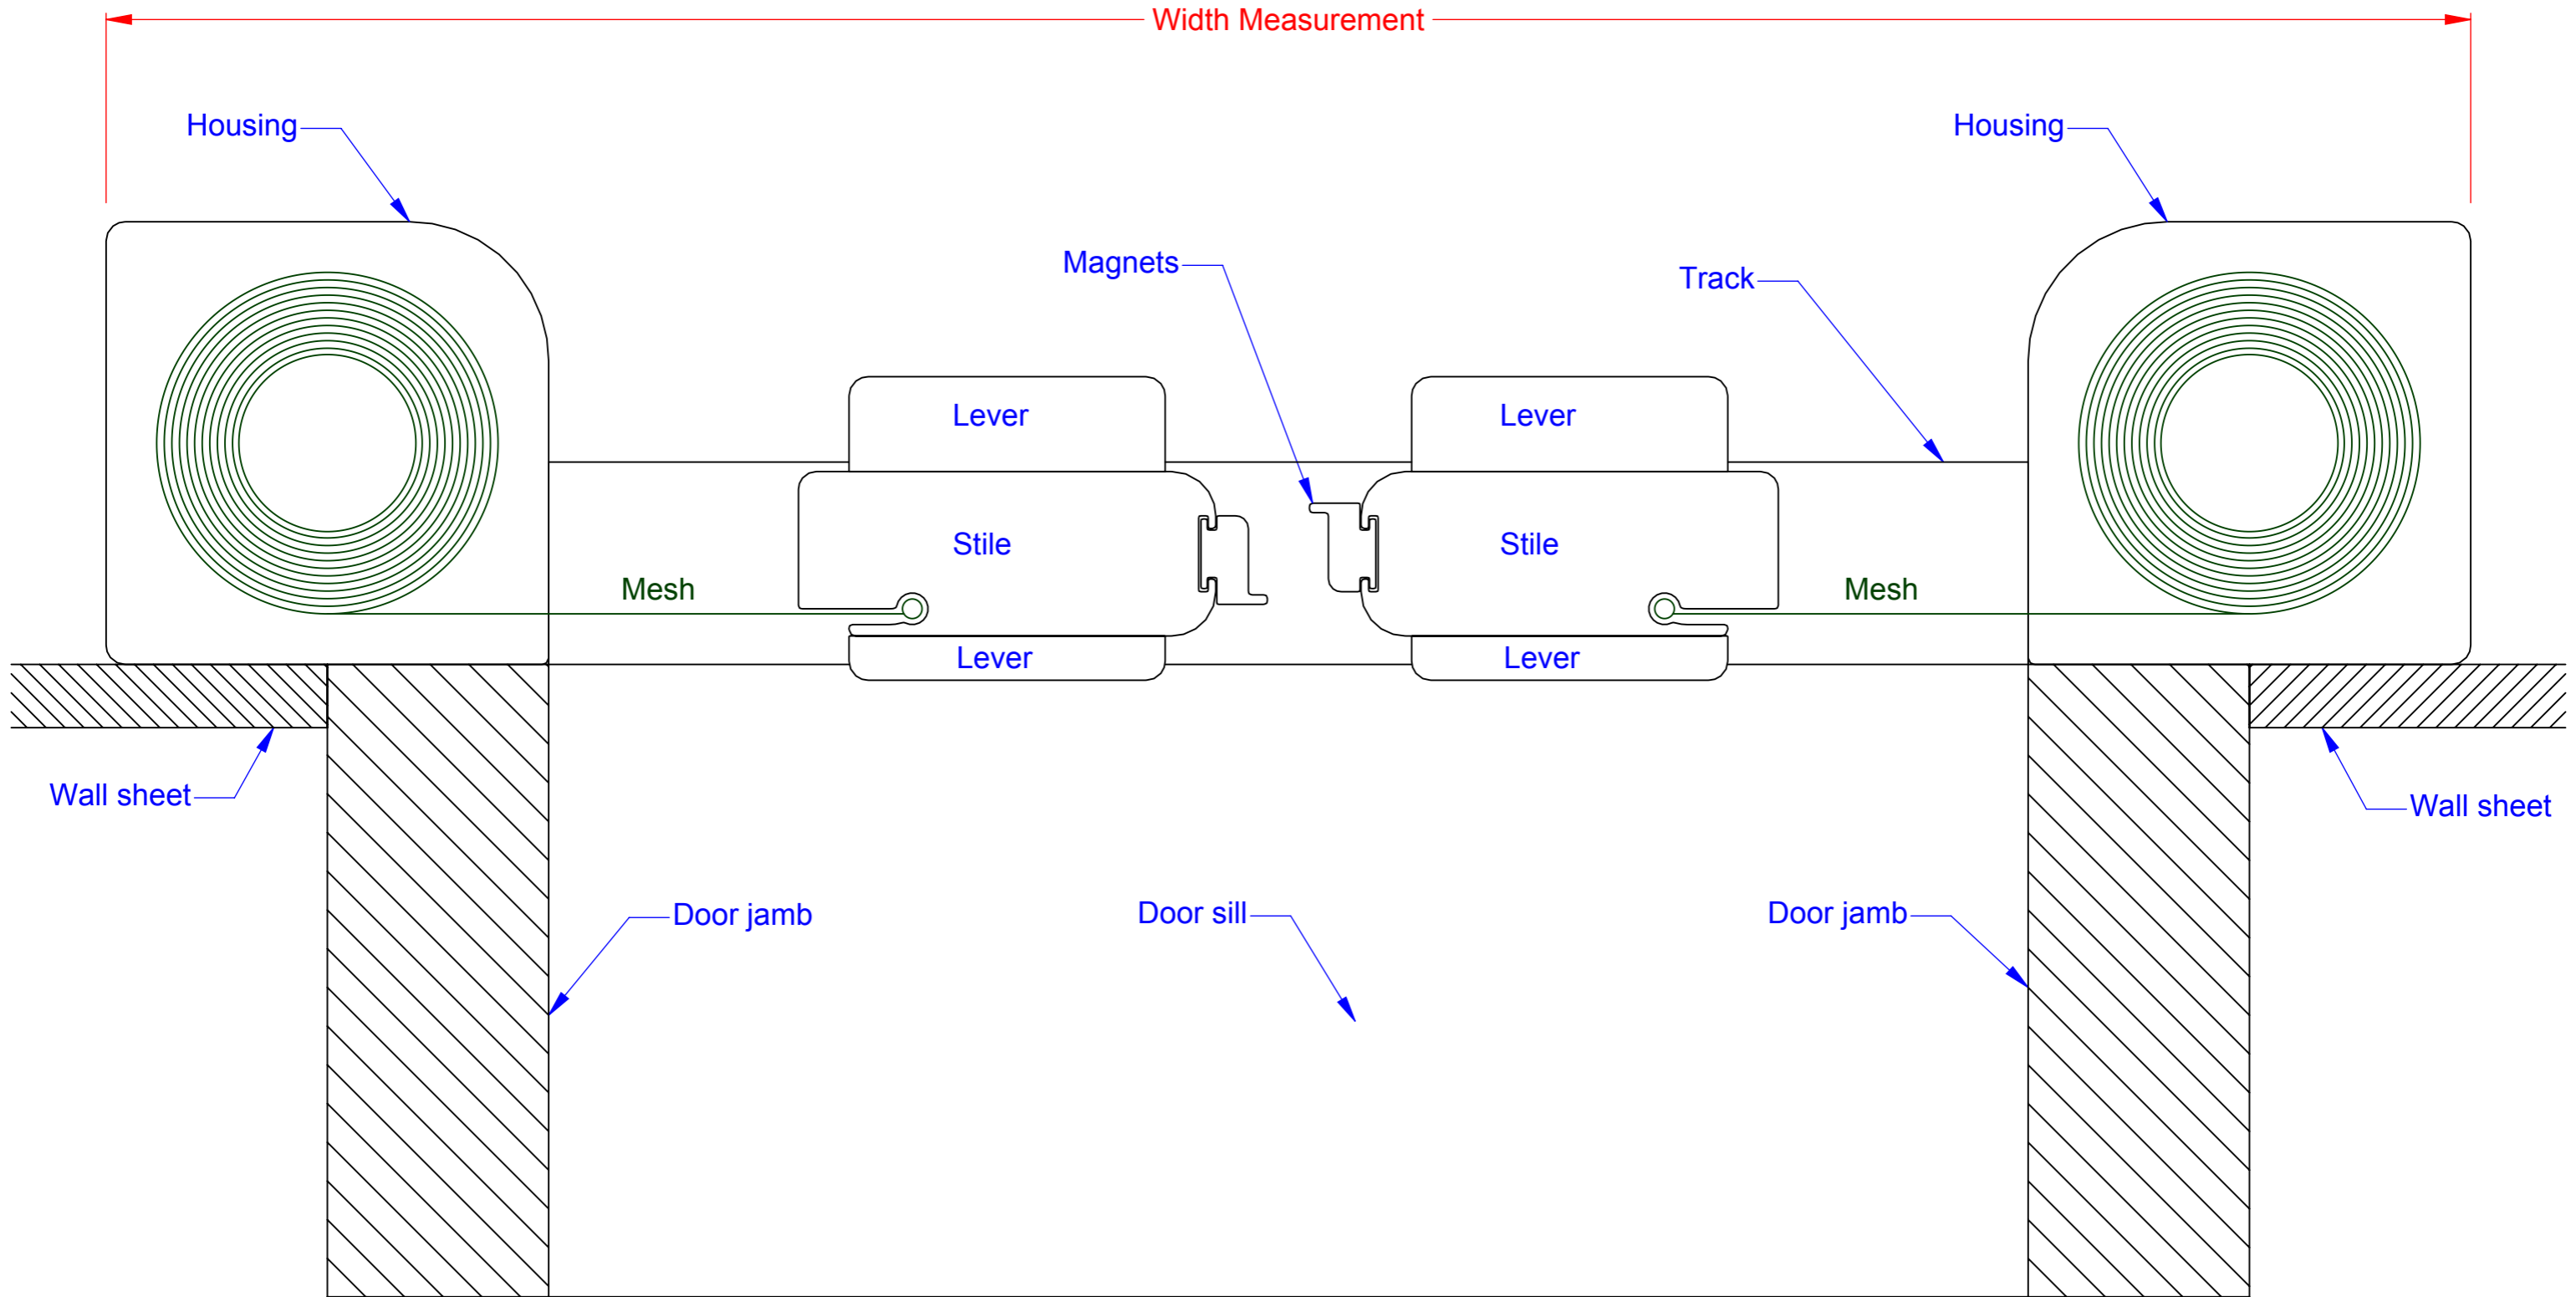 Width Measurement
Housing
Housing
Magnets
Track
Lever
Lever
Stile
Stile
Mesh
Mesh
Lever
Lever
Wall sheet
Wall sheet
Door jamb
Door sill
Door jamb